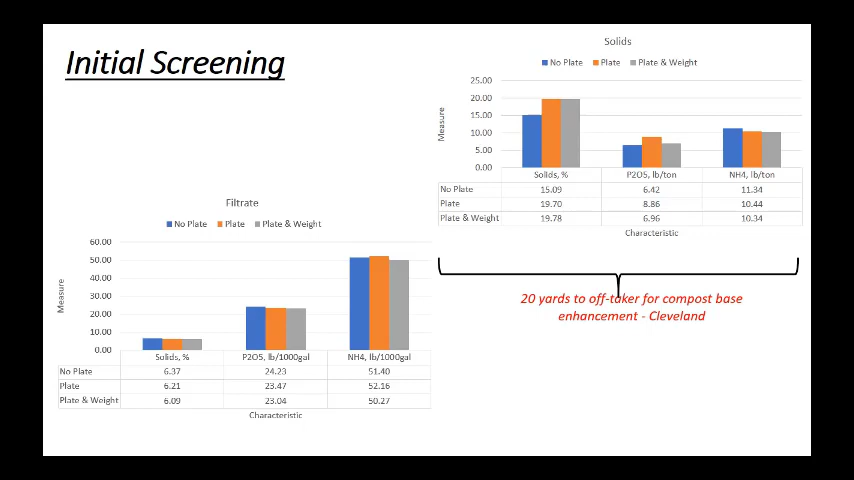 Initial Screening
Solids
No Plate Plate Plate & Weight
Measure
25.00
20.00
15.00
10.00
5.00
0.00
Solids, % P2O5, lb/ton NH4, lb/ton
No Plate 15.09 6.42 11.34
Plate 19.70 8.86 10.44
Plate & Weight 19.78 6.96 10.34
Characteristic
20 yards to off-taker for compost base
enhancement - Cleveland
Filtrate
No Plate Plate Plate & Weight
Measure
60.00
50.00
40.00
30.00
20.00
10.00
0.00
Solids, % P2O5, lb/1000gal NH4, lb/1000gal
No Plate 6.37 24.23 51.40
Plate 6.21 23.47 52.16
Plate & Weight 6.09 23.04 50.27
Characteristic